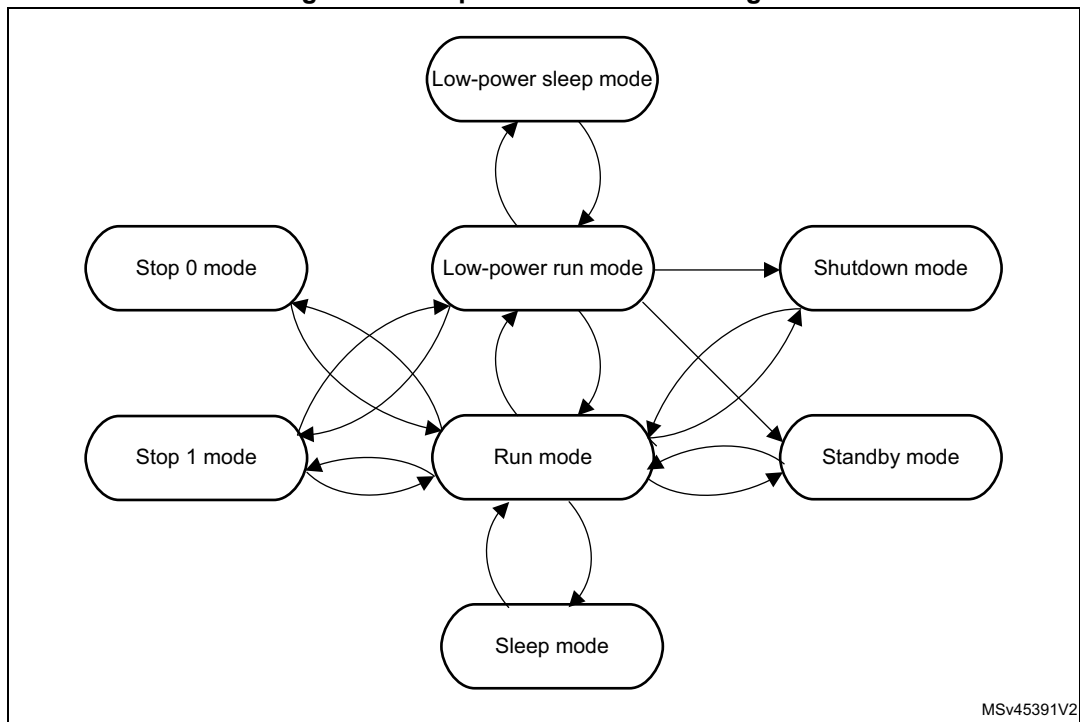 Low-power sleep mode
Stop 0 mode
Low-power run mode
Shutdown mode
Stop 1 mode
Run mode
Standby mode
Sleep mode
MSv45391V2